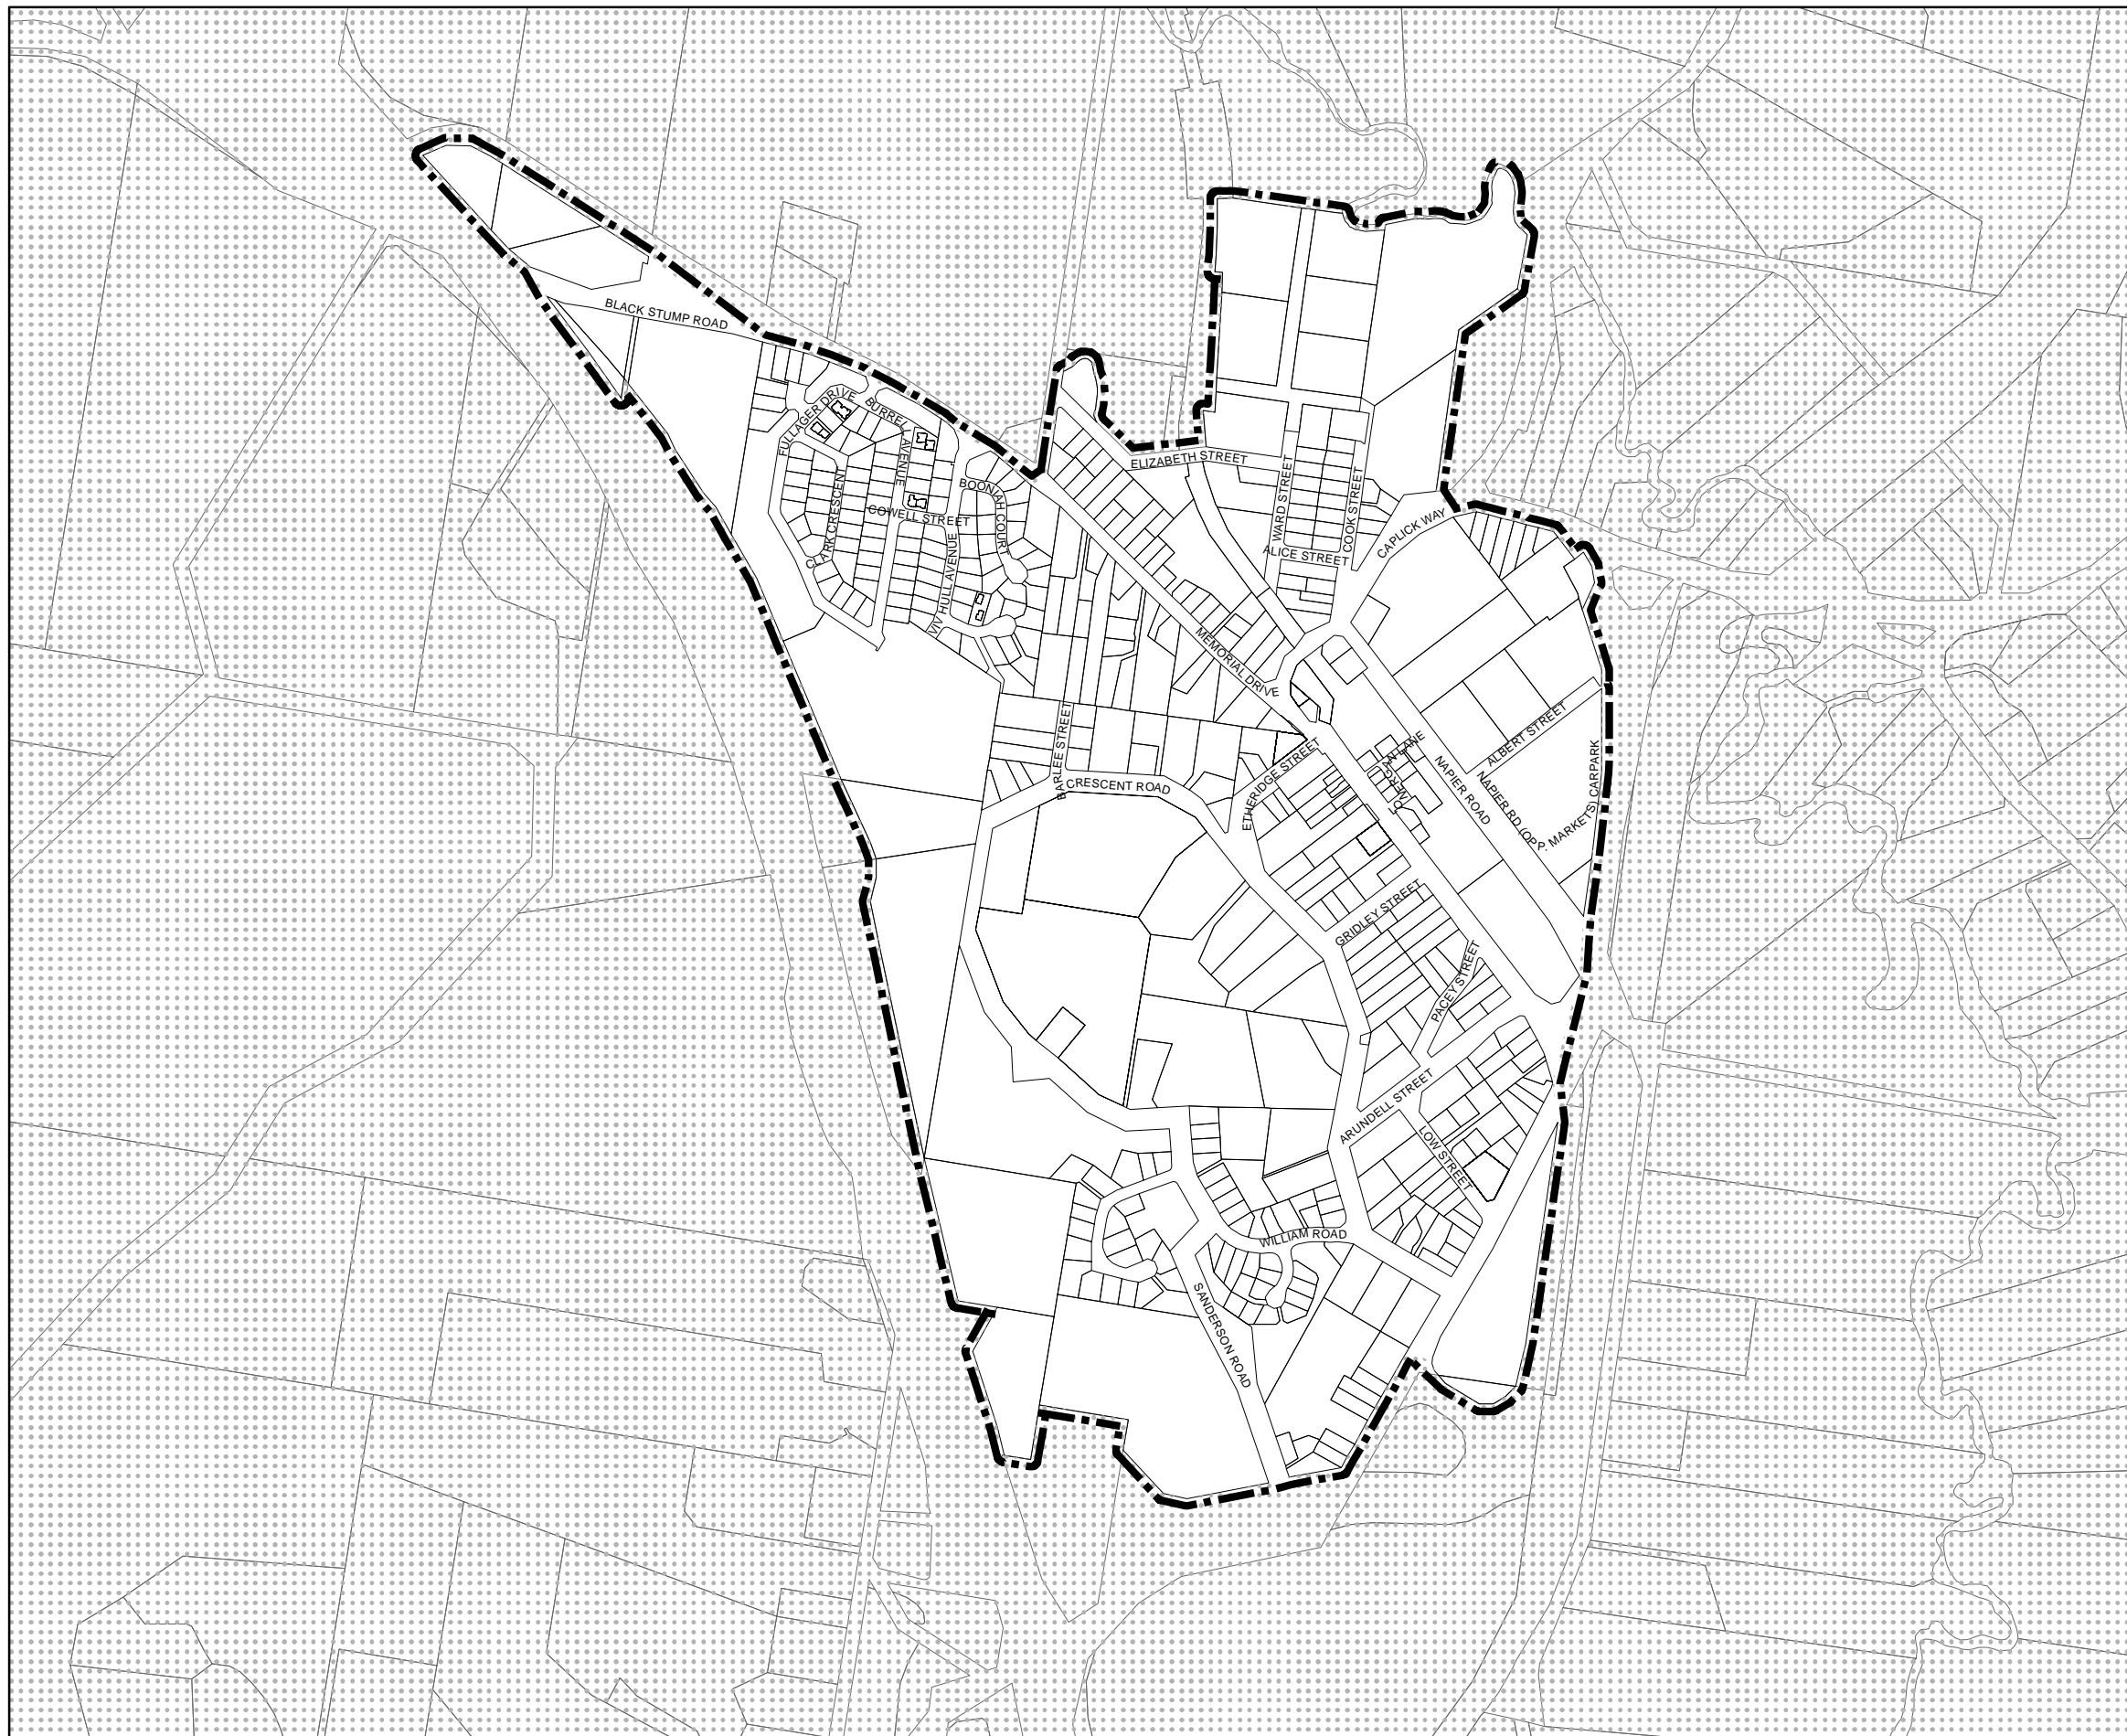 BLACK STUMP ROAD
FULLAGER DRIVE
BURRELL AVENUE
ELIZABETH STREET
BOONAH COURT
CLARK CRESCENT
COWELL STREET
WARD STREET
COOK STREET
CAPLICK WAY
ALICE STREET
VIV HULL AVENUE
MEMORIAL DRIVE
BARLEE STREET
ALBERT STREET
CRESCENT ROAD
ETHERIDGE STREET
LANE
NAPIER ROAD
NAPIER RD (OPP. MARKETS) CARPARK
GRIDLEY STREET
PACEY STREET
ARUNDELL STREET
LOW STREET
WILLIAM ROAD
SANDERSON ROAD